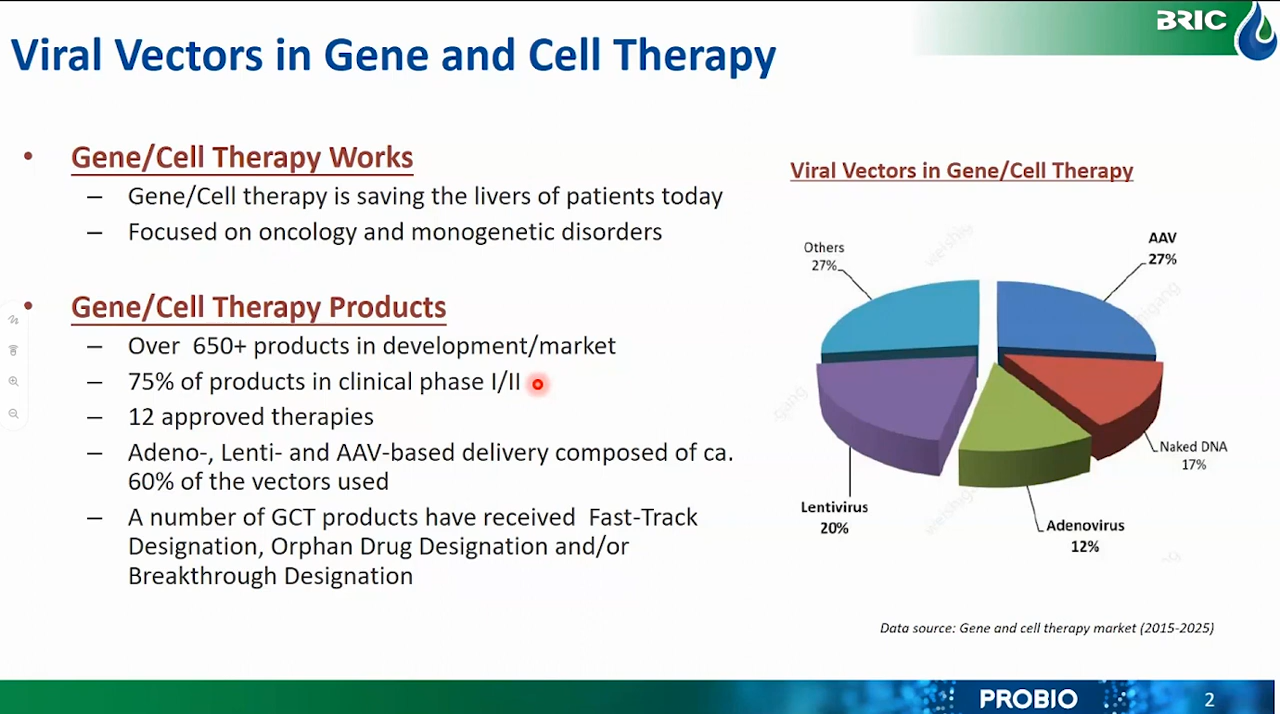 BRIC
Viral Vectors in Gene and Cell Therapy
• Gene/Cell Therapy Works
– Gene/Cell therapy is saving the livers of patients today
– Focused on oncology and monogenetic disorders
• Gene/Cell Therapy Products
– Over 650+ products in development/market
– 75% of products in clinical phase I/II
– 12 approved therapies
– Adeno-, Lenti- and AAV-based delivery composed of ca.
60% of the vectors used
– A number of GCT products have received Fast-Track
Designation, Orphan Drug Designation and/or
Breakthrough Designation
Viral Vectors in Gene/Cell Therapy
Others
27%
AAV
27%
Naked DNA
17%
Lentivirus
20%
Adenovirus
12%
Data source: Gene and cell therapy market (2015-2025)
PROBIO
2